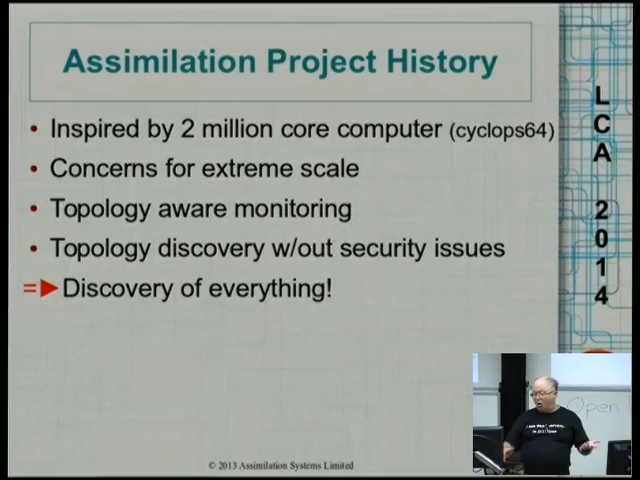 Assimilation Project History
• Inspired by 2 million core computer (cyclops64)
• Concerns for extreme scale
• Topology aware monitoring
• Topology discovery w/out security issues
=► Discovery of everything!
LCA 2014
Open
© 2013 Assimilation Systems Limited